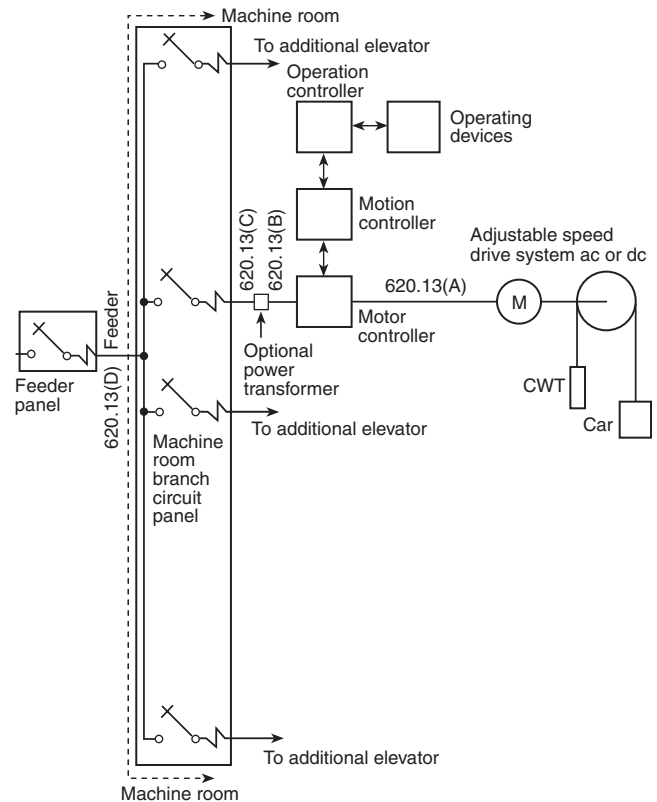 Machine room
To additional elevator
Operation
controller
Operating
devices
Motion
controller
620.13(C)
620.13(B)
Adjustable speed
drive system ac or dc
620.13(A)
M
Motor
controller
Feeder
620.13(D)
Feeder
panel
Optional
power
transformer
CWT
Car
To additional elevator
Machine
room
branch
circuit
panel
To additional elevator
Machine room